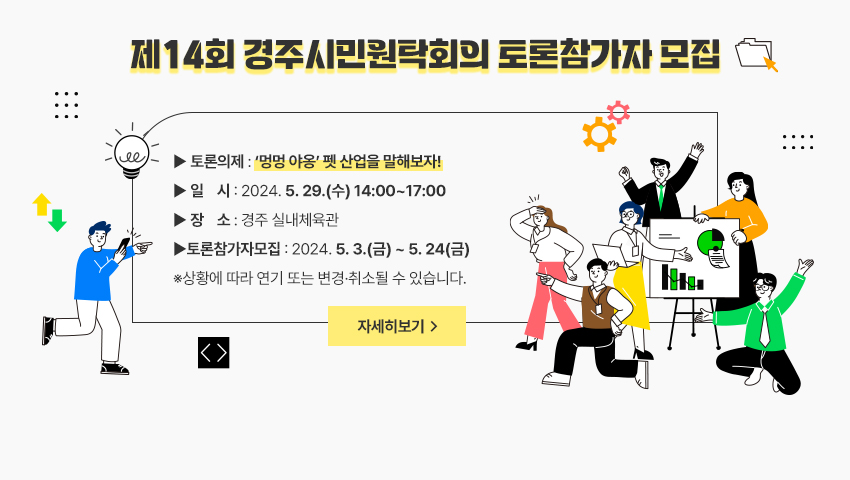 제14회 경주시민원탁회의 토론참가자 모집
▶ 토론의제 : ‘멍멍 야옹’ 펫 산업을 말해보자!
▶ 일 시 : 2024. 5. 29.(수) 14:00~17:00
▶ 장 소 : 경주 실내체육관
▶토론참가자모집 : 2024. 5. 3.(금) ~ 5. 24(금)
※상황에 따라 연기 또는 변경·취소될 수 있습니다.
자세히보기 >